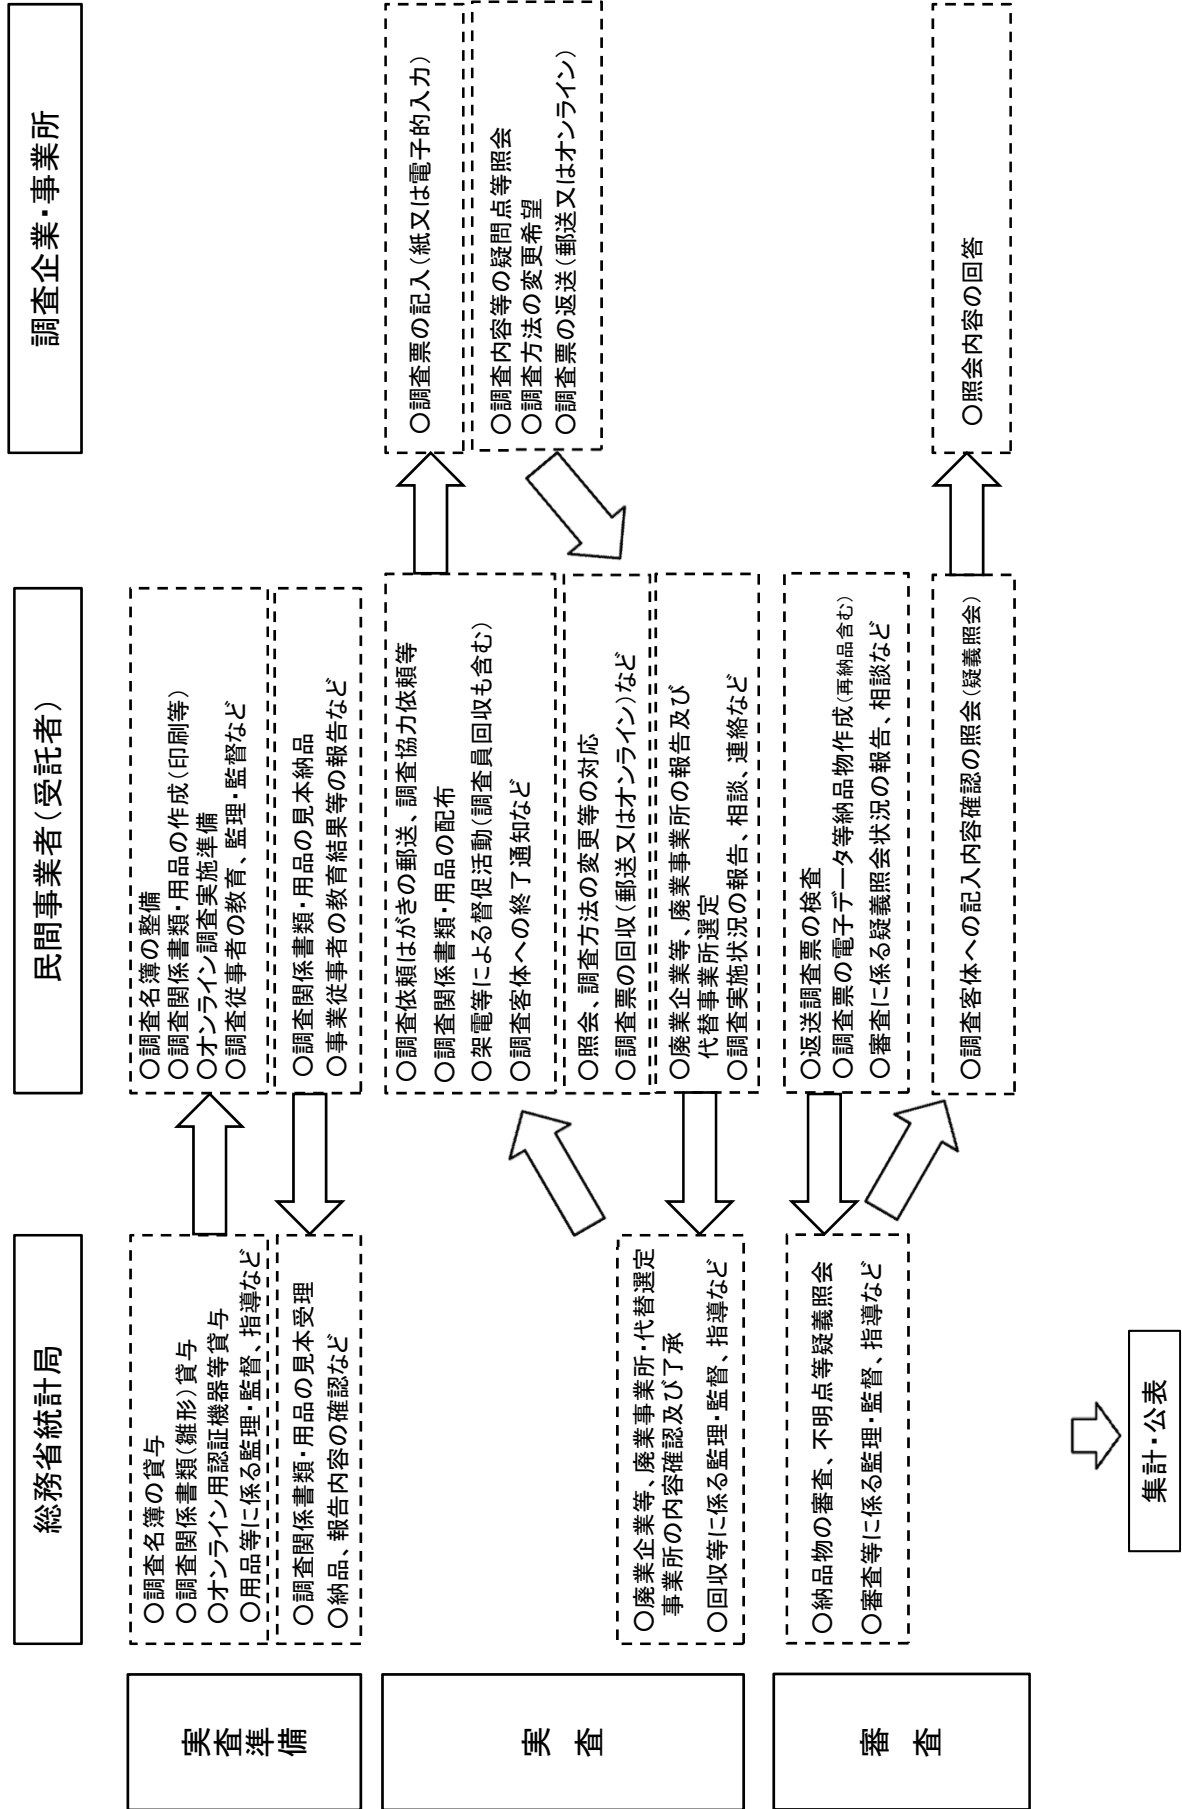 総務省統計局
民間事業者(受託者)
調査企業・事業所
実査準備
○調査名簿の貸与
○調査関係書類(雛形)貸与
○オンライン用認証機器等貸与
○用品等に係る監理・監督、指導など
○調査関係書類・用品の見本受理
○納品、報告内容の確認など
○調査名簿の整備
○調査関係書類・用品の作成(印刷等)
○オンライン調査実施準備
○調査従事者の教育、監理・監督など
○調査関係書類・用品の見本納品
○事業従事者の教育結果等の報告など
実査
○廃業企業等、廃業事業所・代替選定
事業所の内容確認及び了承
○回収等に係る監理・監督、指導など
○調査依頼はがきの郵送、調査協力依頼等
○調査関係書類・用品の配布
○架電等による督促活動(調査員回収も含む)
○調査客体への終了通知など
○照会、調査方法の変更等の対応
○調査票の回収(郵送又はオンライン)など
○廃業企業等、廃業事業所の報告及び
代替事業所選定
○調査実施状況の報告、相談、連絡など
○調査票の記入(紙又は電子的入力)
○調査内容等の疑問点等照会
○調査方法の変更希望
○調査票の返送(郵送又はオンライン)
審査
○納品物の審査、不明点等疑義照会
○審査等に係る監理・監督、指導など
○返送調査票の検査
○調査票の電子データ等納品物作成(再納品含む)
○審査に係る疑義照会状況の報告、相談など
○調査客体への記入内容確認の照会(疑義照会)
○照会内容の回答
集計・公表